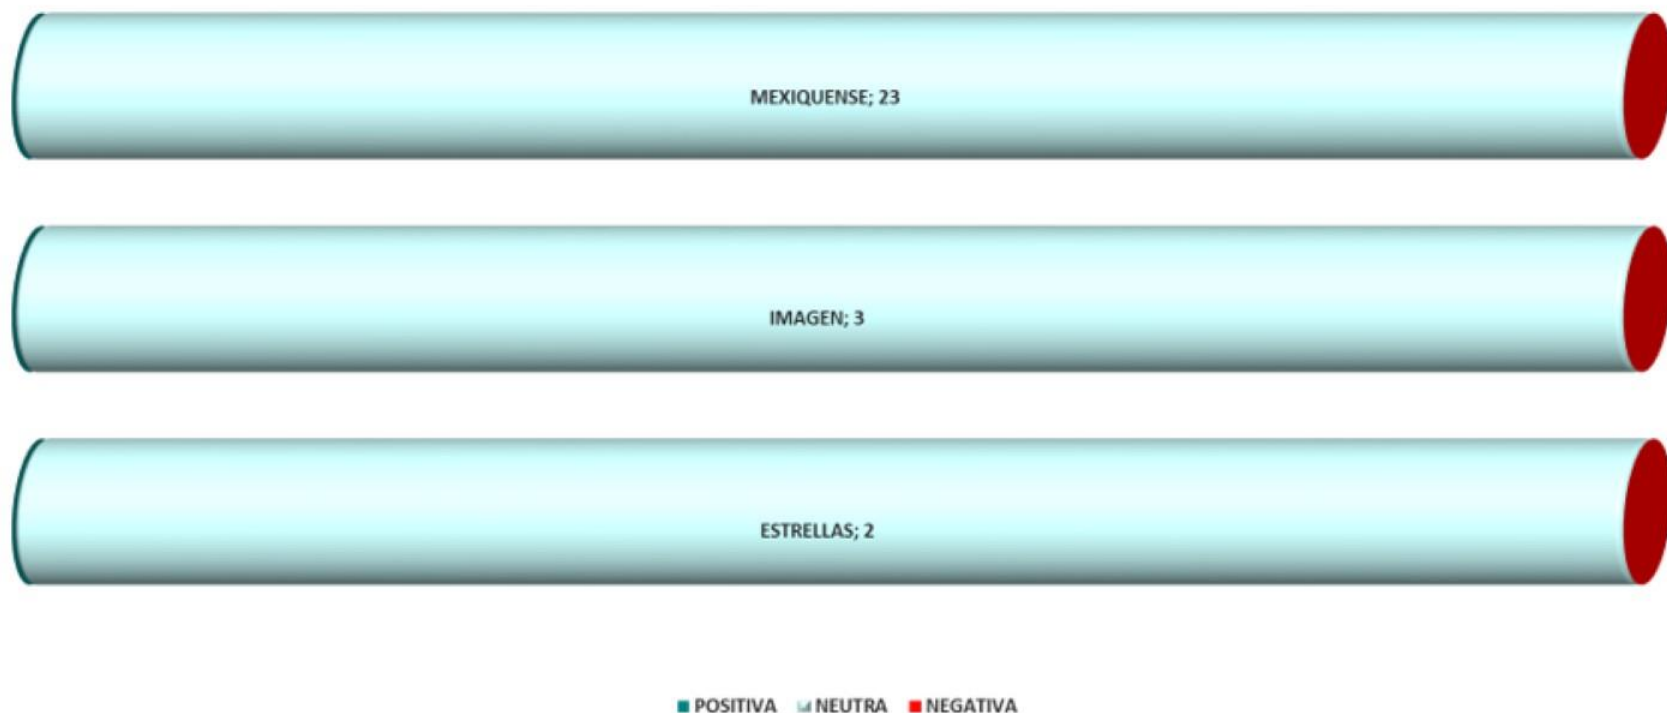 MEXIQUENSE; 23
IMAGEN; 3
ESTRELLAS; 2
POSITIVA NEUTRA NEGATIVA